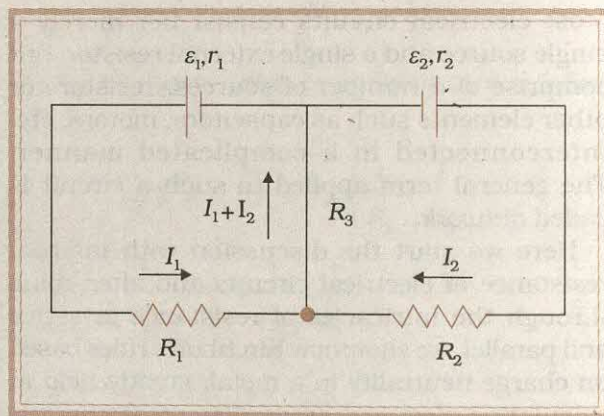 ε₁,r₁ ε₂,r₂
I₁+I₂ R₃
I₁ I₂
R₁ R₂